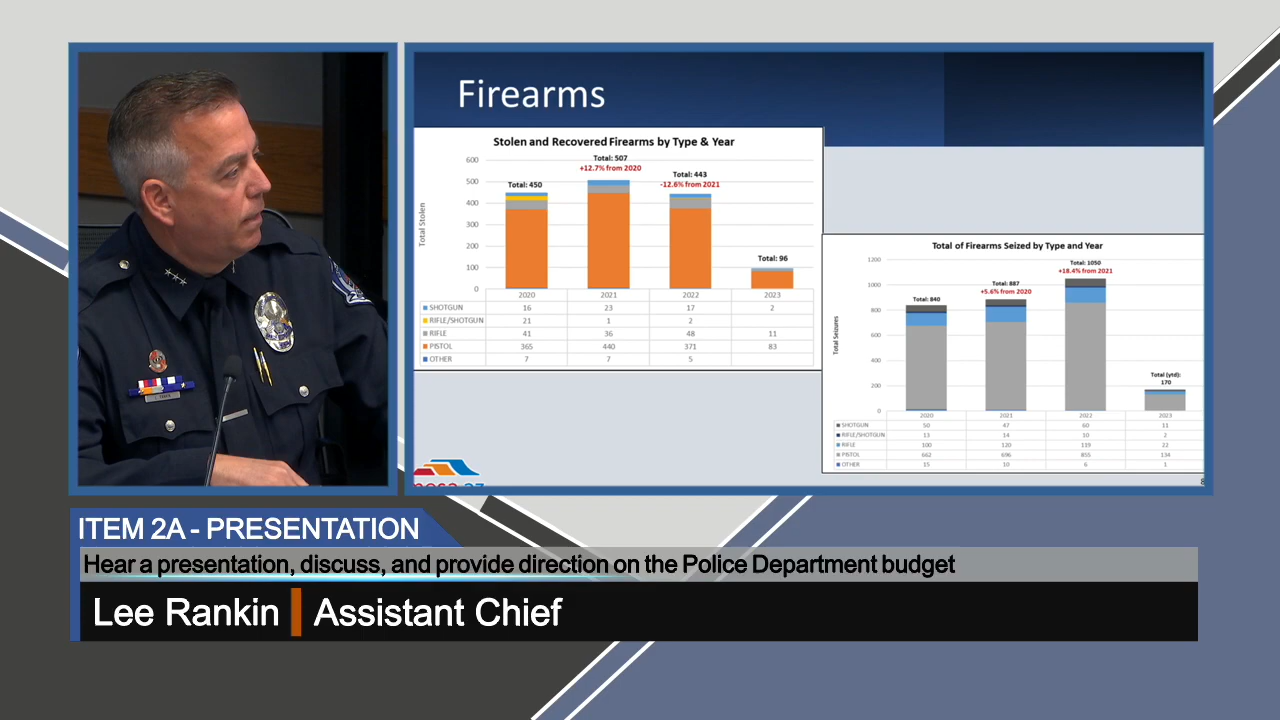 Firearms
Stolen and Recovered Firearms by Type & Year
Total: 507
+12.7% from 2020
Total: 443
-12.6% from 2021
Total: 450
Total: 96
600
500
400
300
200
100
0
Total Stolen
2020 2021 2022 2023
SHOTGUN 16 23 17 2
RIFLE/SHOTGUN 21 1 2
RIFLE 41 36 48 11
PISTOL 365 440 371 83
OTHER 7 7 5
Total of Firearms Seized by Type and Year
Total: 1050
+18.4% from 2021
Total: 887
+5.6% from 2020
Total: 840
Total (ytd):
170
1200
1000
800
600
400
200
0
Total Seizures
2020 2021 2022 2023
SHOTGUN 50 47 60 11
RIFLE/SHOTGUN 13 14 10 2
RIFLE 100 120 119 22
PISTOL 662 696 855 134
OTHER 15 10 6 1
8
ITEM 2A - PRESENTATION
Hear a presentation, discuss, and provide direction on the Police Department budget
Lee Rankin Assistant Chief